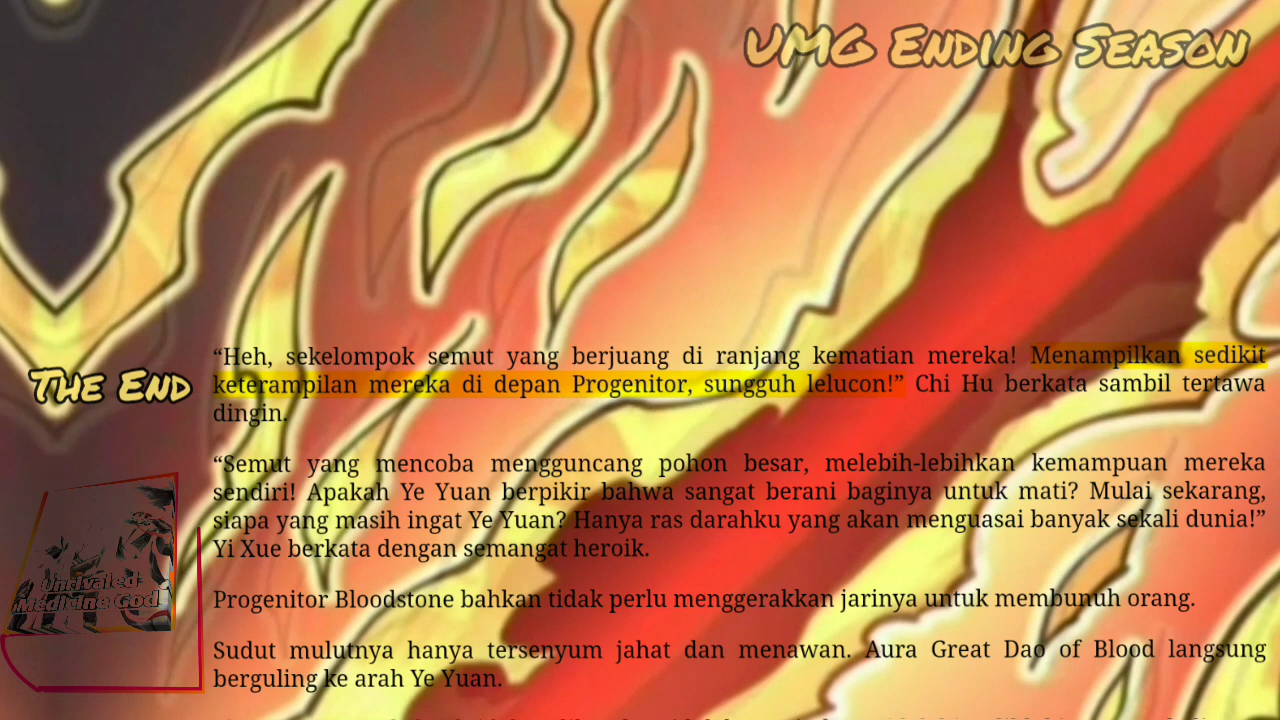 UMG Ending Season
The End
“Heh, sekelompok semut yang berjuang di ranjang kematian mereka! Menampilkan sedikit
keterampilan mereka di depan Progenitor, sungguh lelucon!” Chi Hu berkata sambil tertawa
dingin.
“Semut yang mencoba mengguncang pohon besar, melebih-lebihkan kemampuan mereka
sendiri! Apakah Ye Yuan berpikir bahwa sangat berani baginya untuk mati? Mulai sekarang,
siapa yang masih ingat Ye Yuan? Hanya ras darahku yang akan menguasai banyak sekali dunia!”
Yi Xue berkata dengan semangat heroik.
Progenitor Bloodstone bahkan tidak perlu menggerakkan jarinya untuk membunuh orang.
Sudut mulutnya hanya tersenyum jahat dan menawan. Aura Great Dao of Blood langsung
berguling ke arah Ye Yuan.
Unrivaled
Medicine God